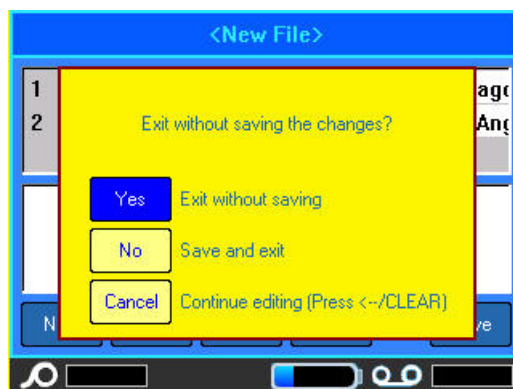 <New File>
1
2
Exit without saving the changes?
Yes Exit without saving
No Save and exit
Cancel Continue editing (Press <--/CLEAR)